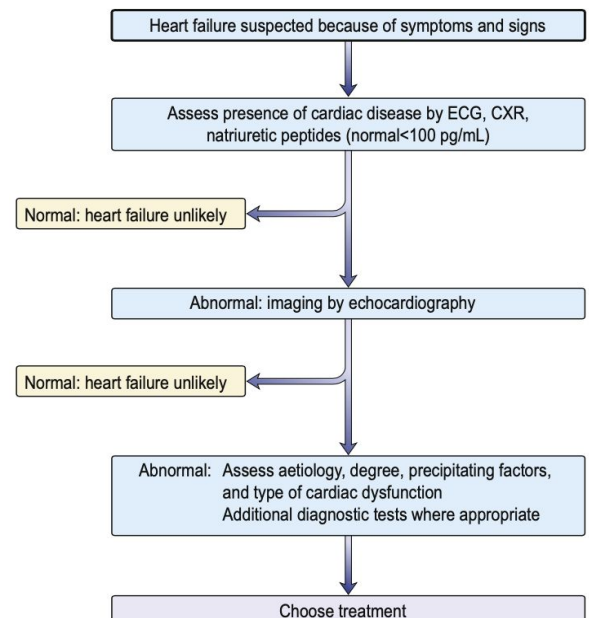 Heart failure suspected because of symptoms and signs
Assess presence of cardiac disease by ECG, CXR,
natriuretic peptides (normal<100 pg/mL)
Normal: heart failure unlikely
Abnormal: imaging by echocardiography
Normal: heart failure unlikely
Abnormal: Assess aetiology, degree, precipitating factors,
and type of cardiac dysfunction
Additional diagnostic tests where appropriate
Choose treatment